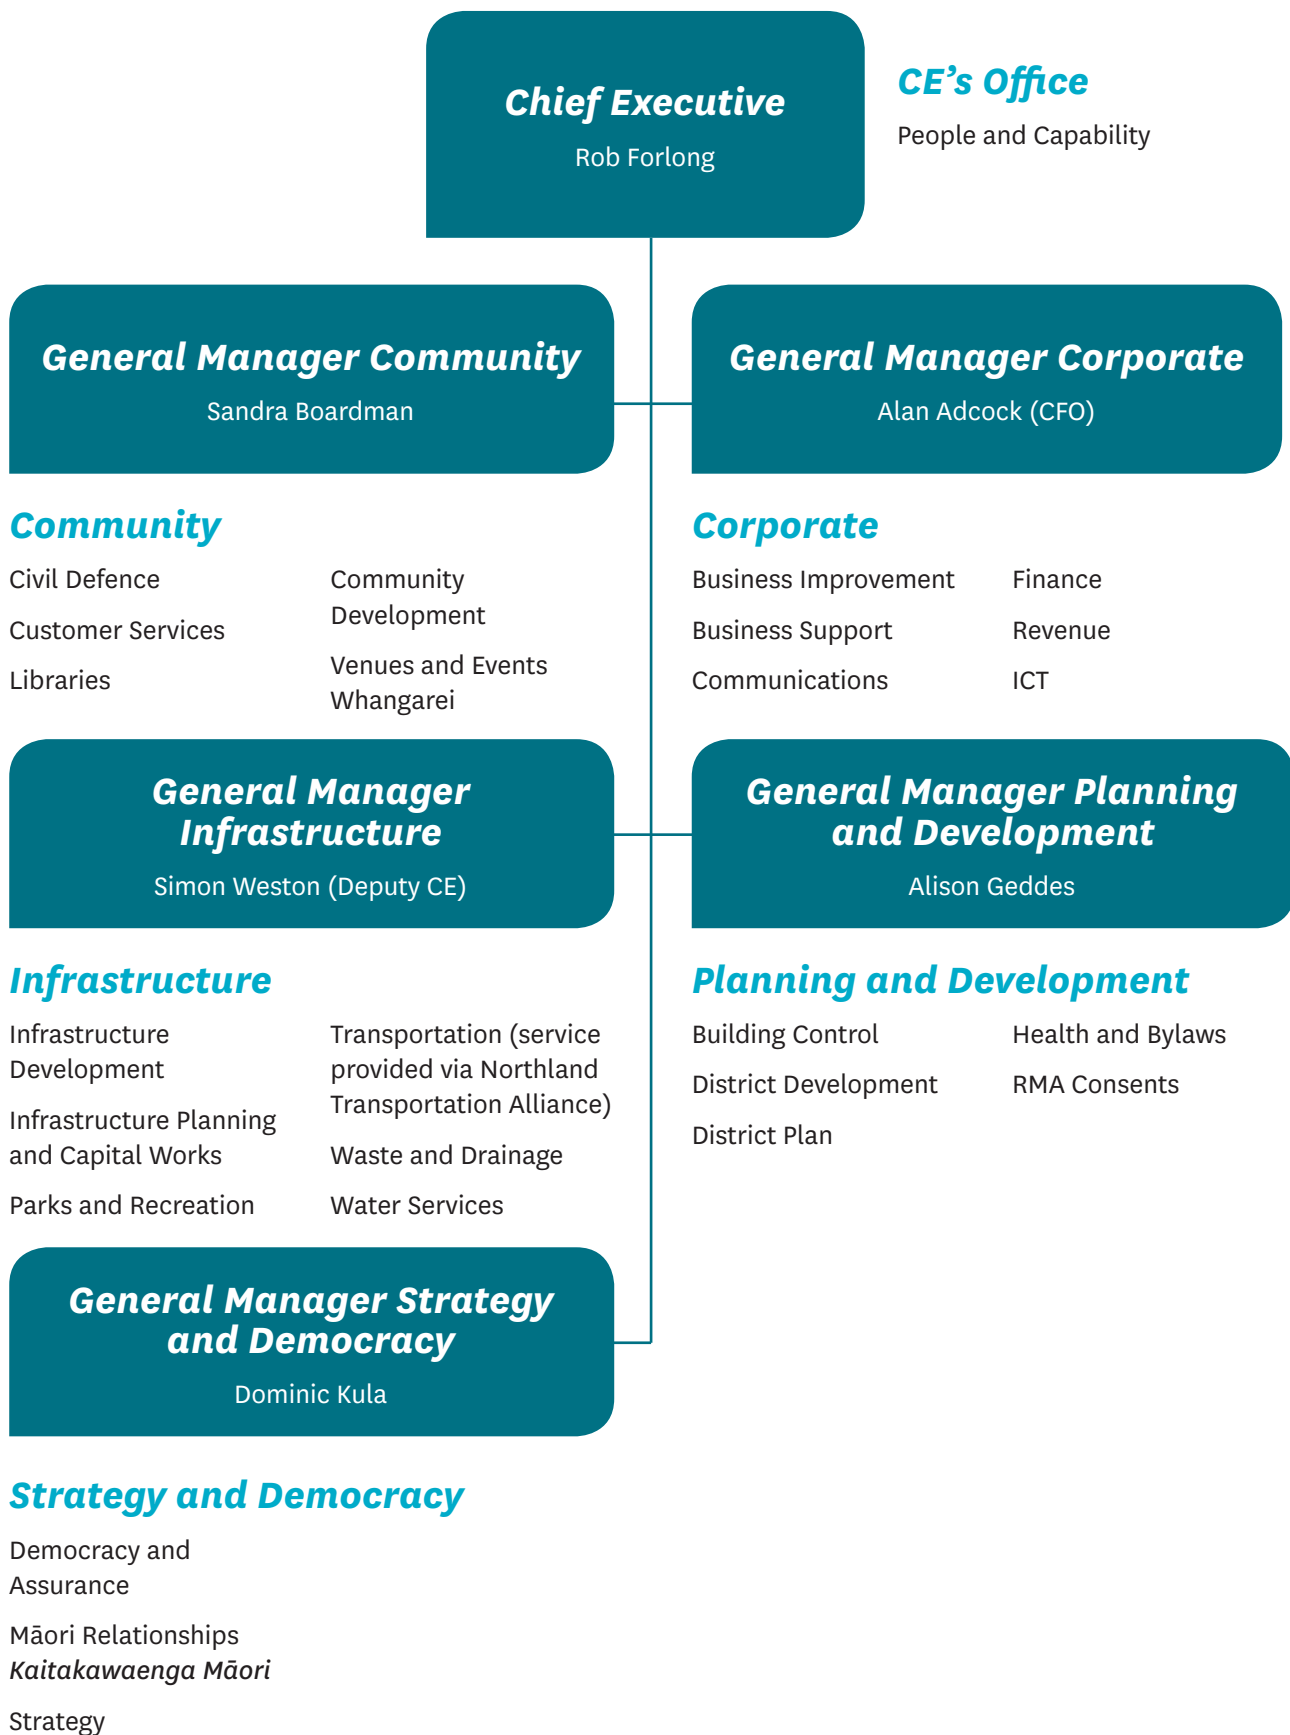 Chief Executive
Rob Forlong
CE's Office
People and Capability
General Manager Community
Sandra Boardman
General Manager Corporate
Alan Adcock (CFO)
Community
Civil Defence
Customer Services
Libraries
Community
Development
Venues and Events
Whangarei
Corporate
Business Improvement
Business Support
Communications
Finance
Revenue
ICT
General Manager
Infrastructure
Simon Weston (Deputy CE)
General Manager Planning
and Development
Alison Geddes
Infrastructure
Infrastructure
Development
Infrastructure Planning
and Capital Works
Parks and Recreation
Transportation (service
provided via Northland
Transportation Alliance)
Waste and Drainage
Water Services
Planning and Development
Building Control
District Development
District Plan
Health and Bylaws
RMA Consents
General Manager Strategy
and Democracy
Dominic Kula
Strategy and Democracy
Democracy and
Assurance
Māori Relationships
Kaitakawaenga Māori
Strategy